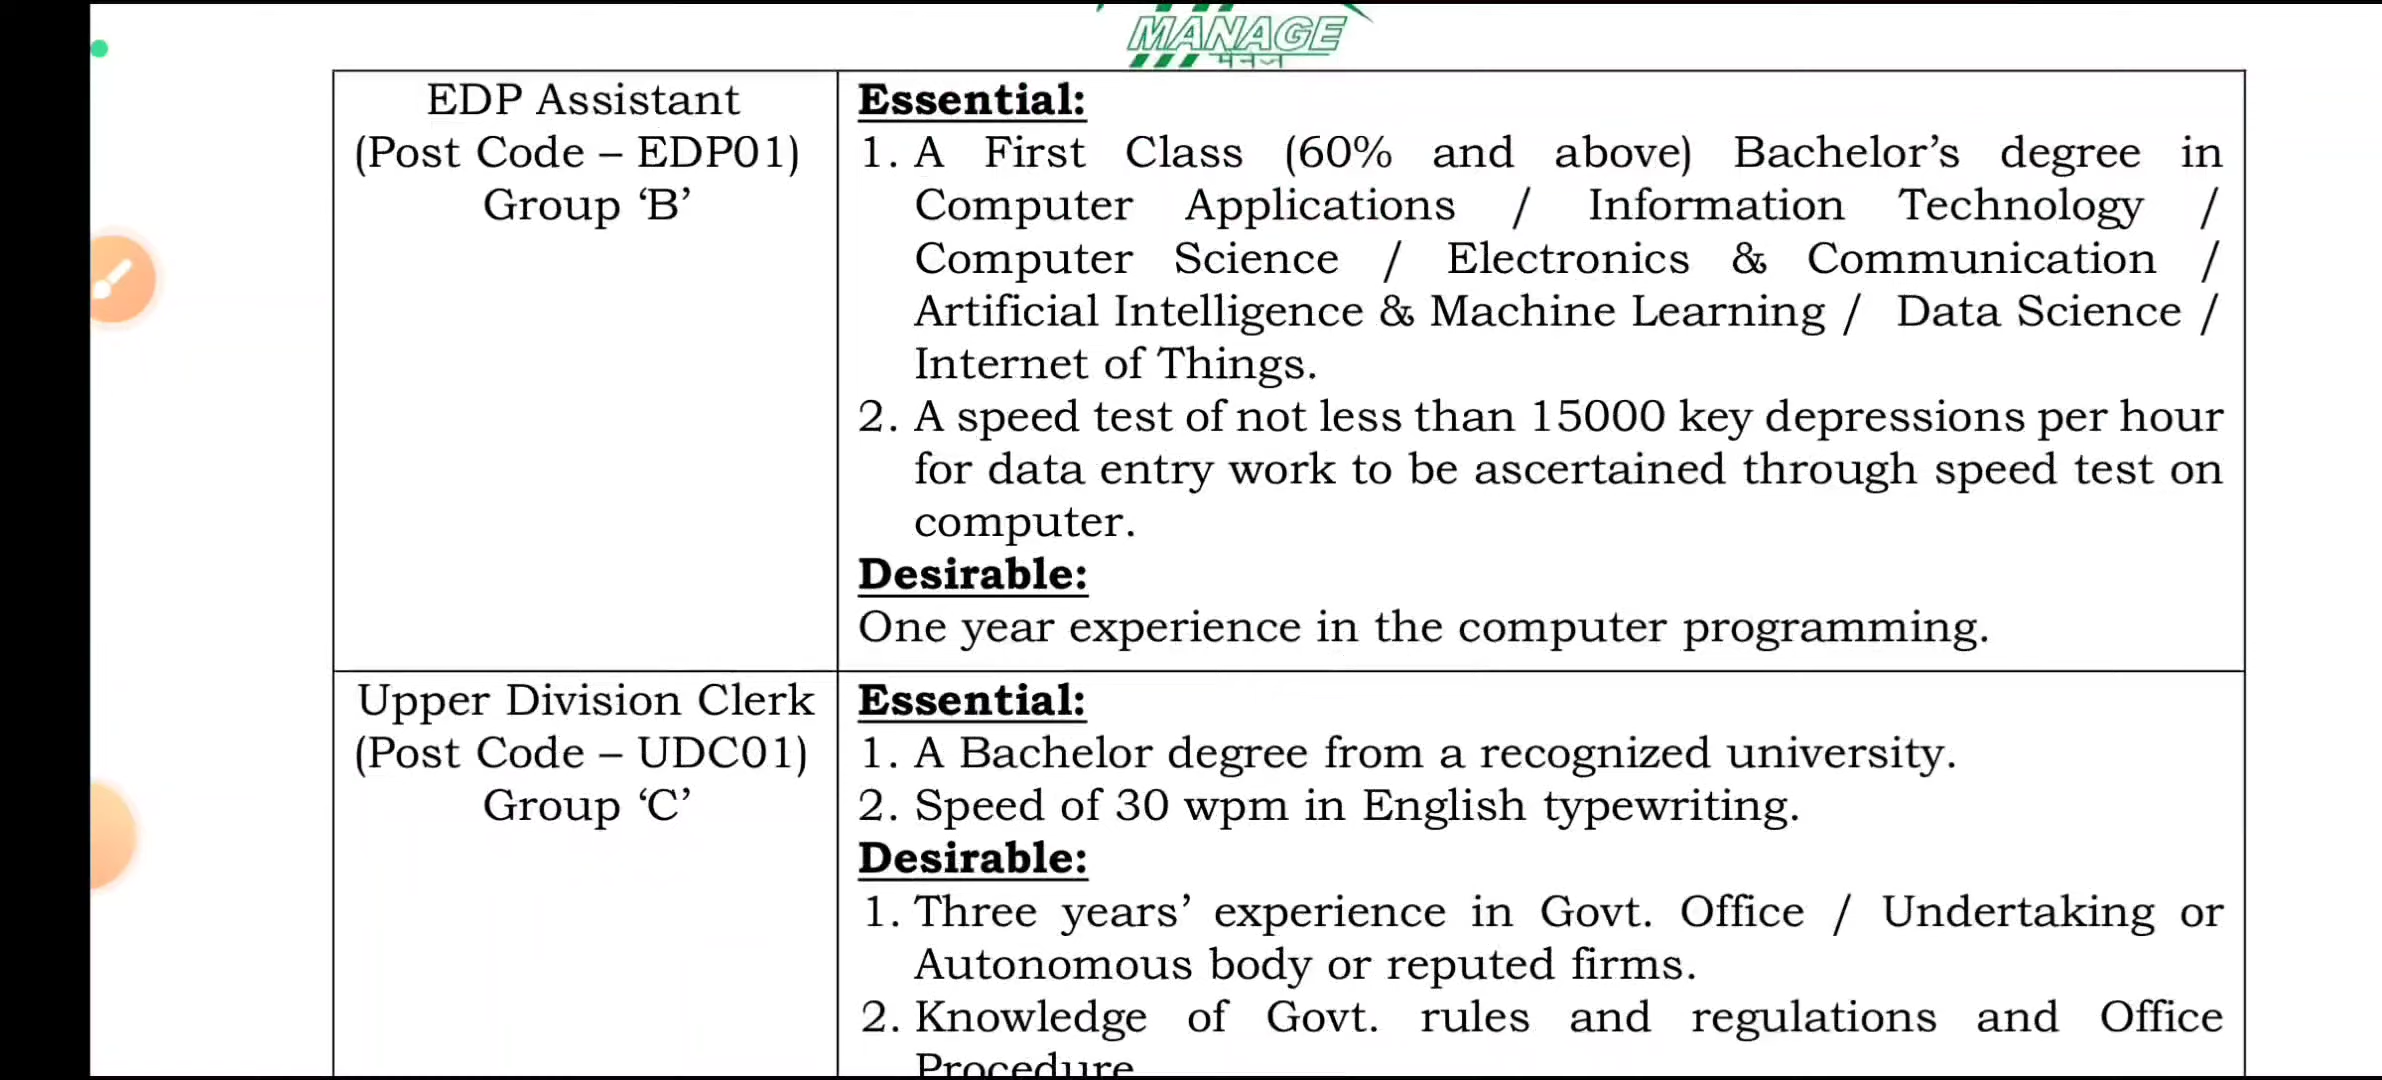 MANAGE
मैनेज
EDP Assistant
(Post Code – EDP01)
Group ‘B’
Essential:
1. A First Class (60% and above) Bachelor’s degree in
Computer Applications / Information Technology /
Computer Science / Electronics & Communication /
Artificial Intelligence & Machine Learning / Data Science /
Internet of Things.
2. A speed test of not less than 15000 key depressions per hour
for data entry work to be ascertained through speed test on
computer.
Desirable:
One year experience in the computer programming.
Upper Division Clerk
(Post Code – UDC01)
Group ‘C’
Essential:
1. A Bachelor degree from a recognized university.
2. Speed of 30 wpm in English typewriting.
Desirable:
1. Three years’ experience in Govt. Office / Undertaking or
Autonomous body or reputed firms.
2. Knowledge of Govt. rules and regulations and Office
Procedure